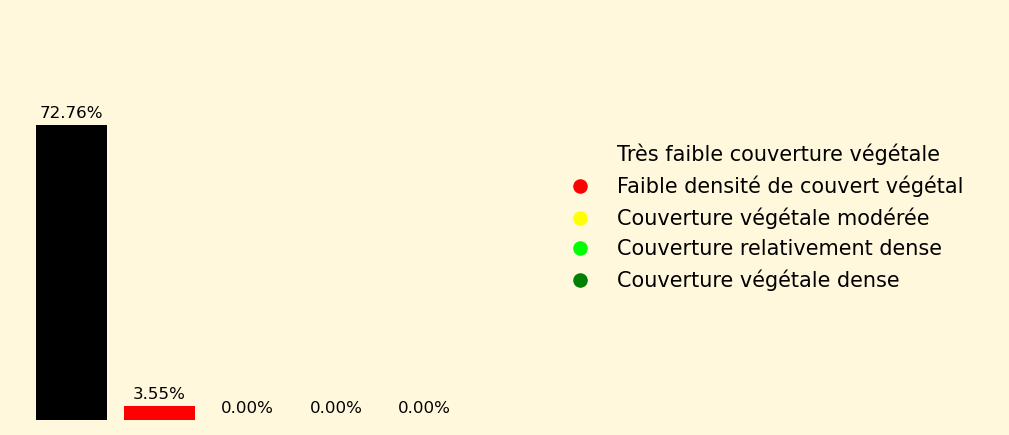 72.76%
3.55%
0.00%
0.00%
0.00%
Très faible couverture végétale
Faible densité de couvert végétal
Couverture végétale modérée
Couverture relativement dense
Couverture végétale dense